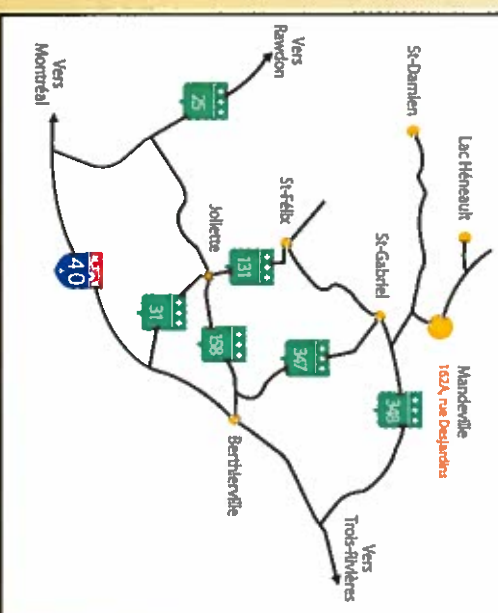 Lac Héneault
Mandeville
162A, rue Desjardins
St-Damien
St-Gabriel
348
Vers
Trois-Rivières
St-Félix
347
Vers
Rawdon
131
Berthierville
158
Joliette
25
31
40
Vers
Montréal